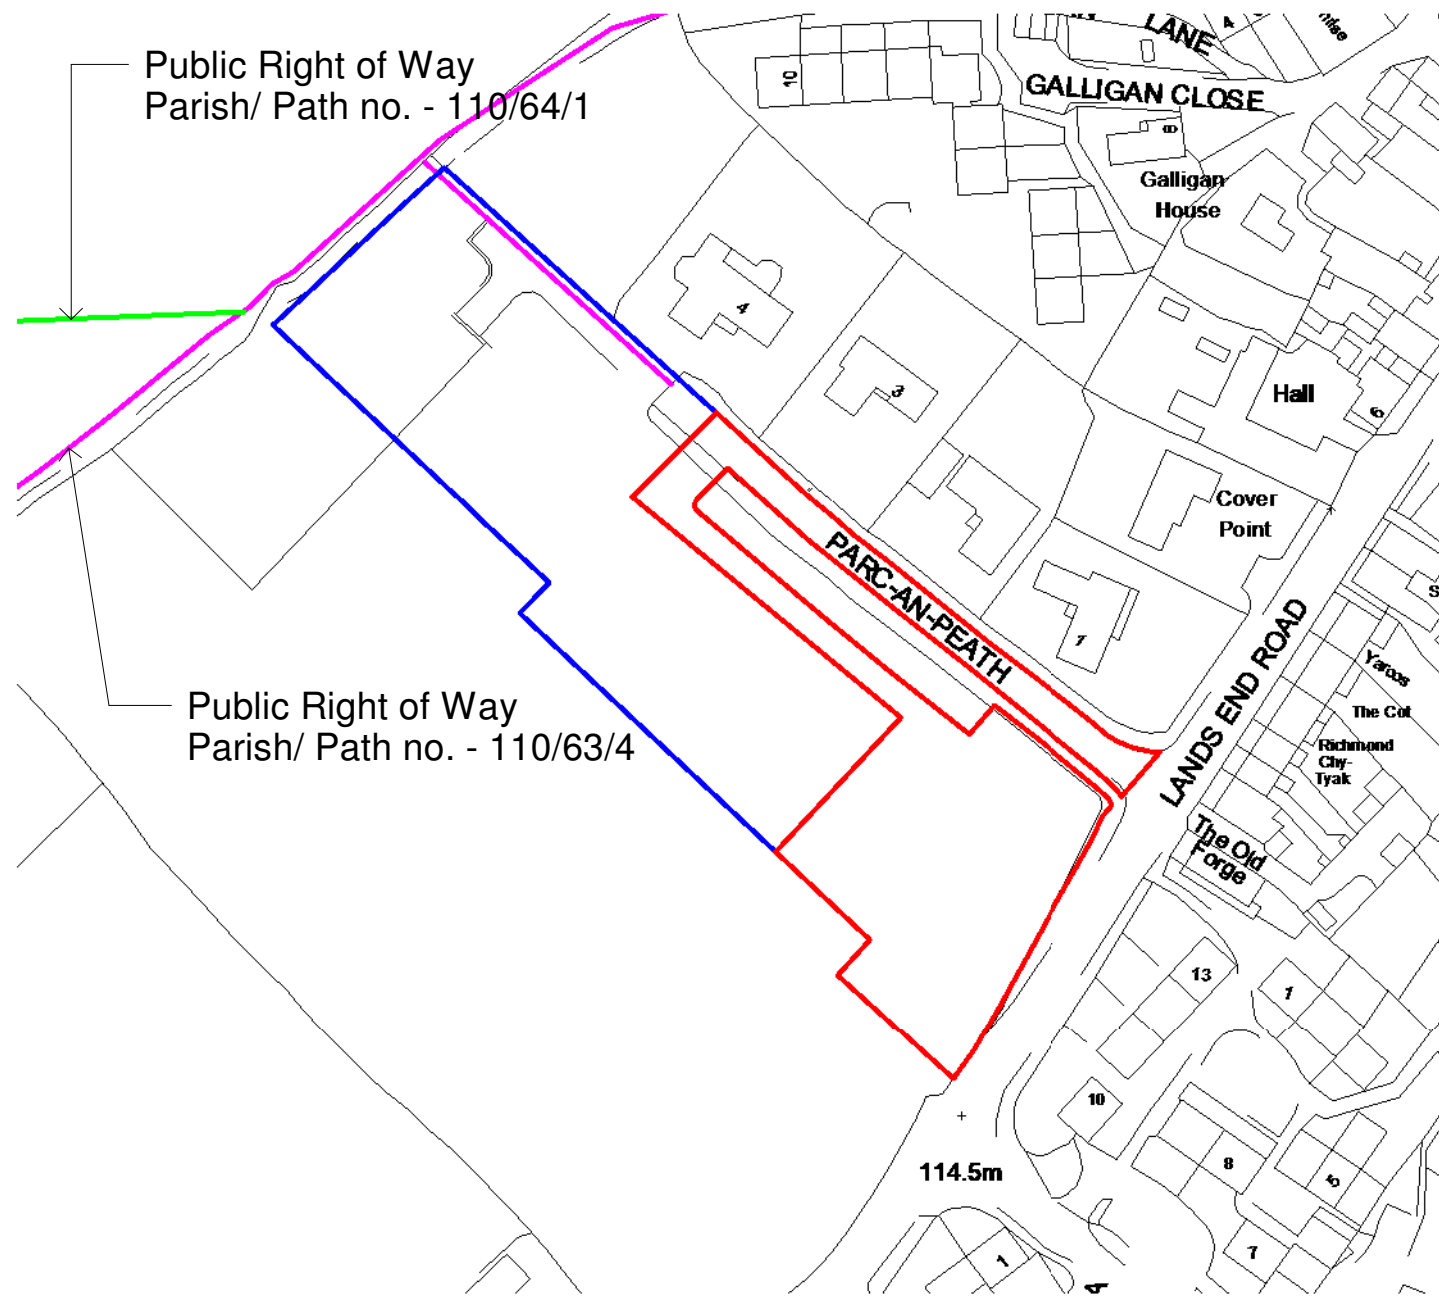 Public Right of Way
Parish/ Path no. - 110/64/1
LANE
4
10
GALLIGAN CLOSE
8
Galligan
House
4
3
Hall
6
Cover
Point
PARC-AN-PEATH
1
LANDS END ROAD
S
Yaroos
The Cot
Richmond
Chy-
Tyak
Public Right of Way
Parish/ Path no. - 110/63/4
The Old
Forge
13
1
10
114.5m
8
5
7
1
4